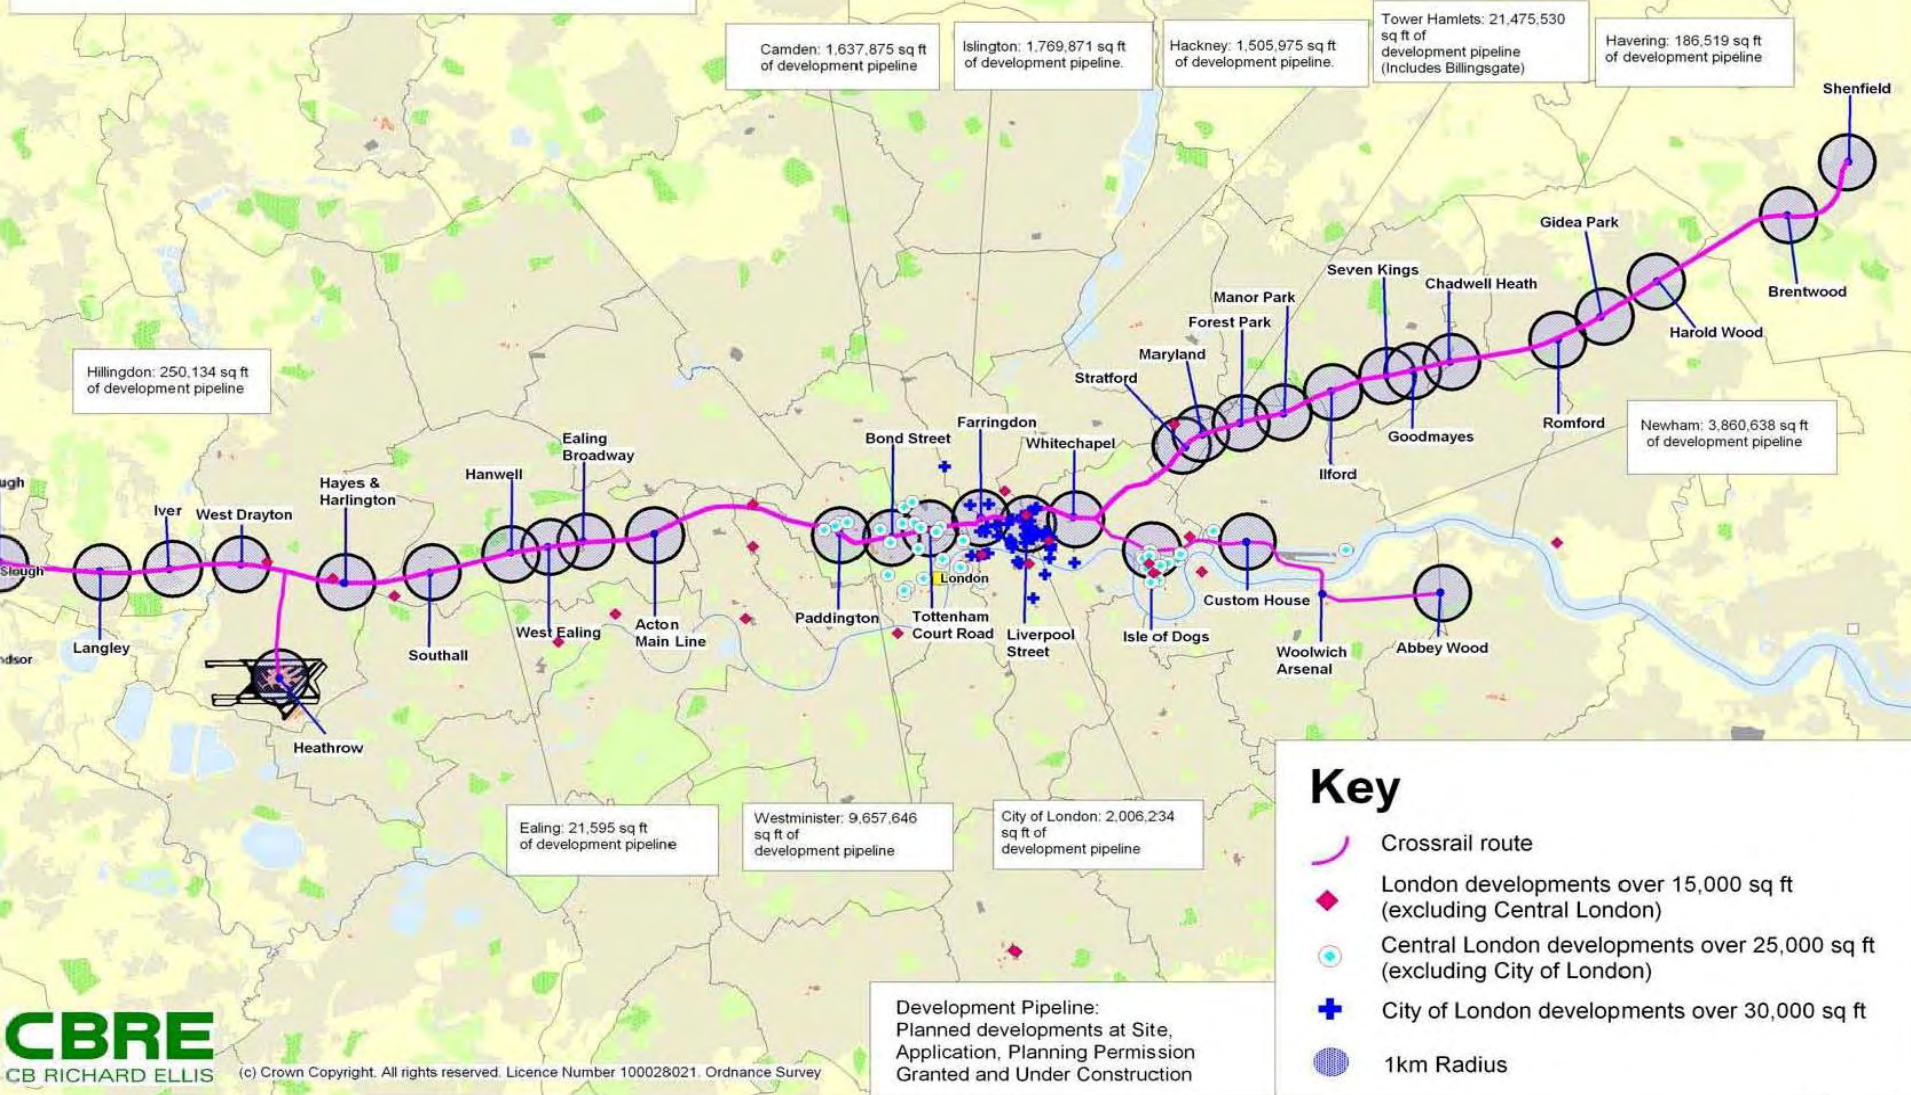 Camden: 1,637,875 sq ft
of development pipeline
Islington: 1,769,871 sq ft
of development pipeline.
Hackney: 1,505,975 sq ft
of development pipeline.
Tower Hamlets: 21,475,530
sq ft of
development pipeline
(Includes Billingsgate)
Havering: 186,519 sq ft
of development pipeline
Shenfield
Gidea Park
Seven Kings
Chadwell Heath
Brentwood
Manor Park
Forest Park
Harold Wood
Maryland
Stratford
Hillingdon: 250,134 sq ft
of development pipeline
Romford
Goodmayes
Ilford
Newham: 3,860,638 sq ft
of development pipeline
Farringdon
Bond Street
Whitechapel
Ealing
Broadway
Hanwell
Hayes &
Harlington
ugh
Iver
West Drayton
Slough
London
Custom House
Paddington
Tottenham
Court Road
Liverpool
Street
Isle of Dogs
Woolwich
Arsenal
Abbey Wood
West Ealing
Acton
Main Line
Langley
Southall
ndsor
Heathrow
Ealing: 21,595 sq ft
of development pipeline
Westminister: 9,657,646
sq ft of
development pipeline
City of London: 2,006,234
sq ft of
development pipeline
Key
Crossrail route
London developments over 15,000 sq ft
(excluding Central London)
Central London developments over 25,000 sq ft
(excluding City of London)
City of London developments over 30,000 sq ft
1km Radius
Development Pipeline:
Planned developments at Site,
Application, Planning Permission
Granted and Under Construction
CBRE
CB RICHARD ELLIS
(c) Crown Copyright. All rights reserved. Licence Number 100028021. Ordnance Survey